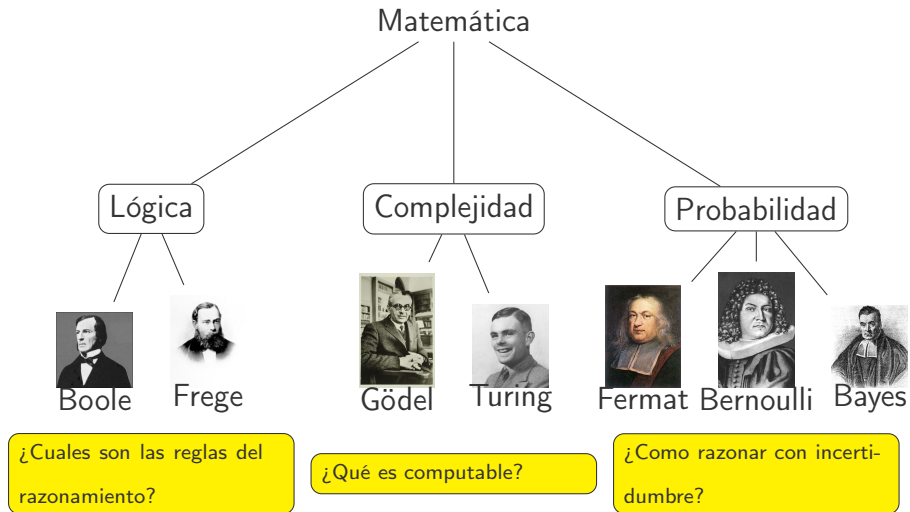 Matemática
Lógica
Complejidad
Probabilidad
Boole
Frege
Gödel
Turing
Fermat
Bernoulli
Bayes
¿Cuales son las reglas del
razonamiento?
¿Qué es computable?
¿Como razonar con incerti-
dumbre?